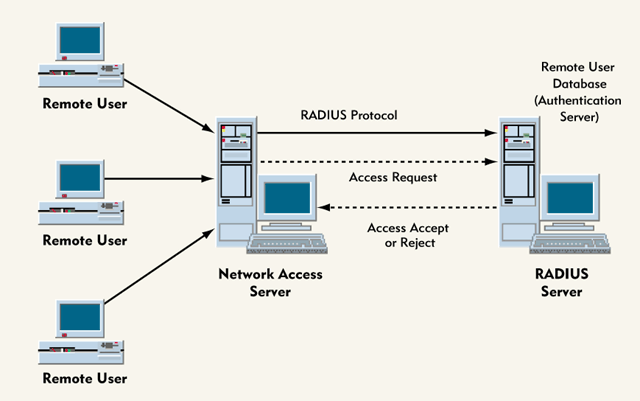 Remote User
Remote User
Remote User
Network Access
Server
RADIUS Protocol
Access Request
Access Accept
or Reject
Remote User
Database
(Authentication
Server)
RADIUS
Server